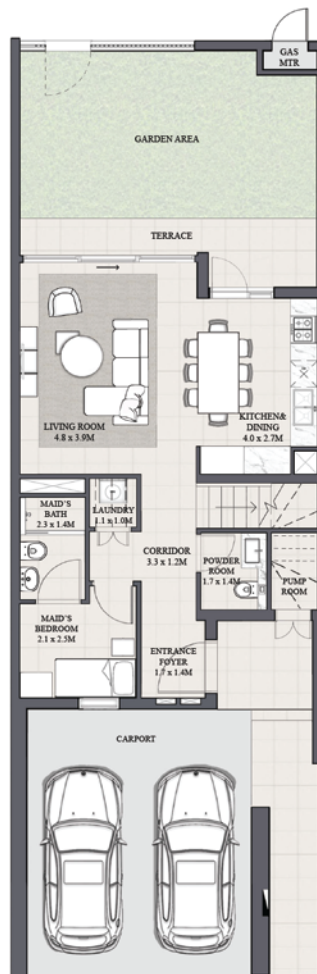 GAS
MTR
GARDEN AREA
TERRACE
LIVING ROOM
4.8 x 3.9M
KITCHEN&
DINING
4.0 x 2.7M
MAID'S
BATH
2.3 x 1.4M
LAUNDRY
1.1 x 1.0M
CORRIDOR
3.3 x 1.2M
POWDER
ROOM
1.7 x 1.4M
PUMP
ROOM
MAID'S
BEDROOM
2.1 x 2.5M
ENTRANCE
FOYER
1.7 x 1.4M
CARPORT